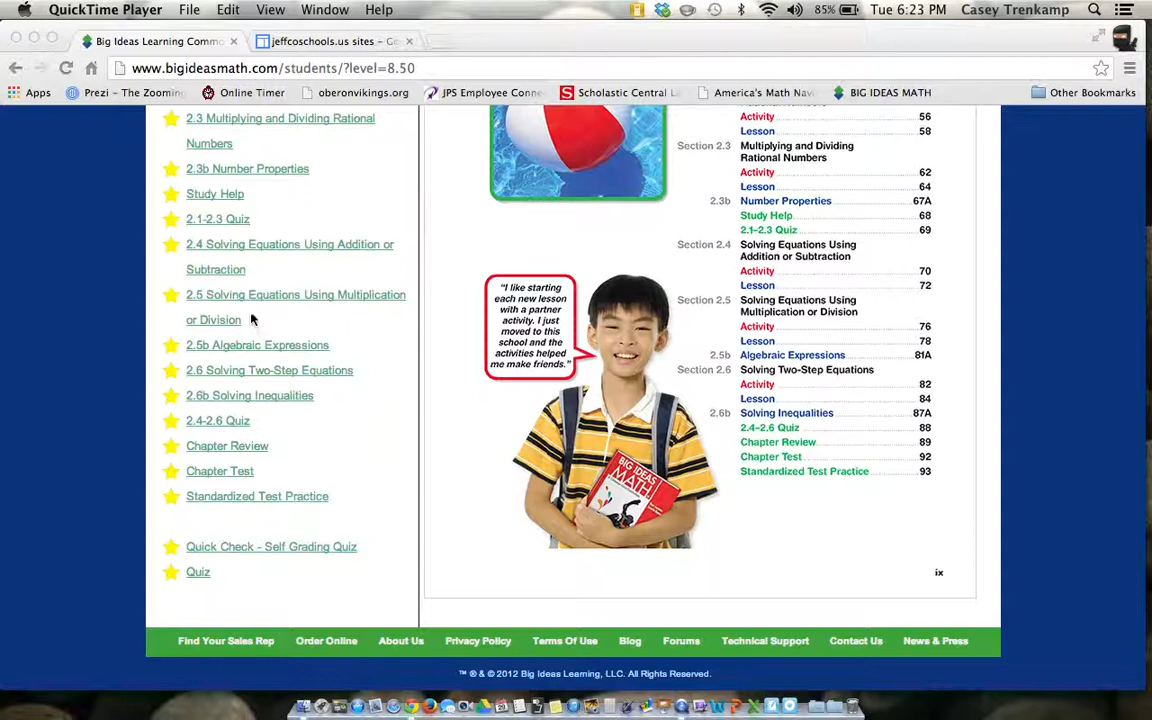 QuickTime Player File Edit View Window Help 85% Tue 6:23 PM Casey Trenkamp
Big Ideas Learning Commo × jeffcoschools.us sites – Go ×
www.bigideasmath.com/students/?level=8.50
Apps Prezi – The Zooming Online Timer oberonvikings.org JPS Employee Conne Scholastic Central L America's Math Navi BIG IDEAS MATH Other Bookmarks
2.3 Multiplying and Dividing Rational
Numbers
2.3b Number Properties
Study Help
2.1-2.3 Quiz
2.4 Solving Equations Using Addition or
Subtraction
2.5 Solving Equations Using Multiplication
or Division
2.5b Algebraic Expressions
2.6 Solving Two-Step Equations
2.6b Solving Inequalities
2.4-2.6 Quiz
Chapter Review
Chapter Test
Standardized Test Practice
Quick Check - Self Grading Quiz
Quiz
"I like starting
each new lesson
with a partner
activity. I just
moved to this
school and the
activities helped
me make friends."
BIG IDEAS
MATH
Activity 56
Lesson 58
Section 2.3 Multiplying and Dividing
Rational Numbers
Activity 62
Lesson 64
2.3b Number Properties 67A
Study Help 68
2.1–2.3 Quiz 69
Section 2.4 Solving Equations Using
Addition or Subtraction
Activity 70
Lesson 72
Section 2.5 Solving Equations Using
Multiplication or Division
Activity 76
Lesson 78
2.5b Algebraic Expressions 81A
Section 2.6 Solving Two-Step Equations
Activity 82
Lesson 84
2.6b Solving Inequalities 87A
2.4–2.6 Quiz 88
Chapter Review 89
Chapter Test 92
Standardized Test Practice 93
ix
Find Your Sales Rep Order Online About Us Privacy Policy Terms Of Use Blog Forums Technical Support Contact Us News & Press
™ ® & © 2012 Big Ideas Learning, LLC. All Rights Reserved.